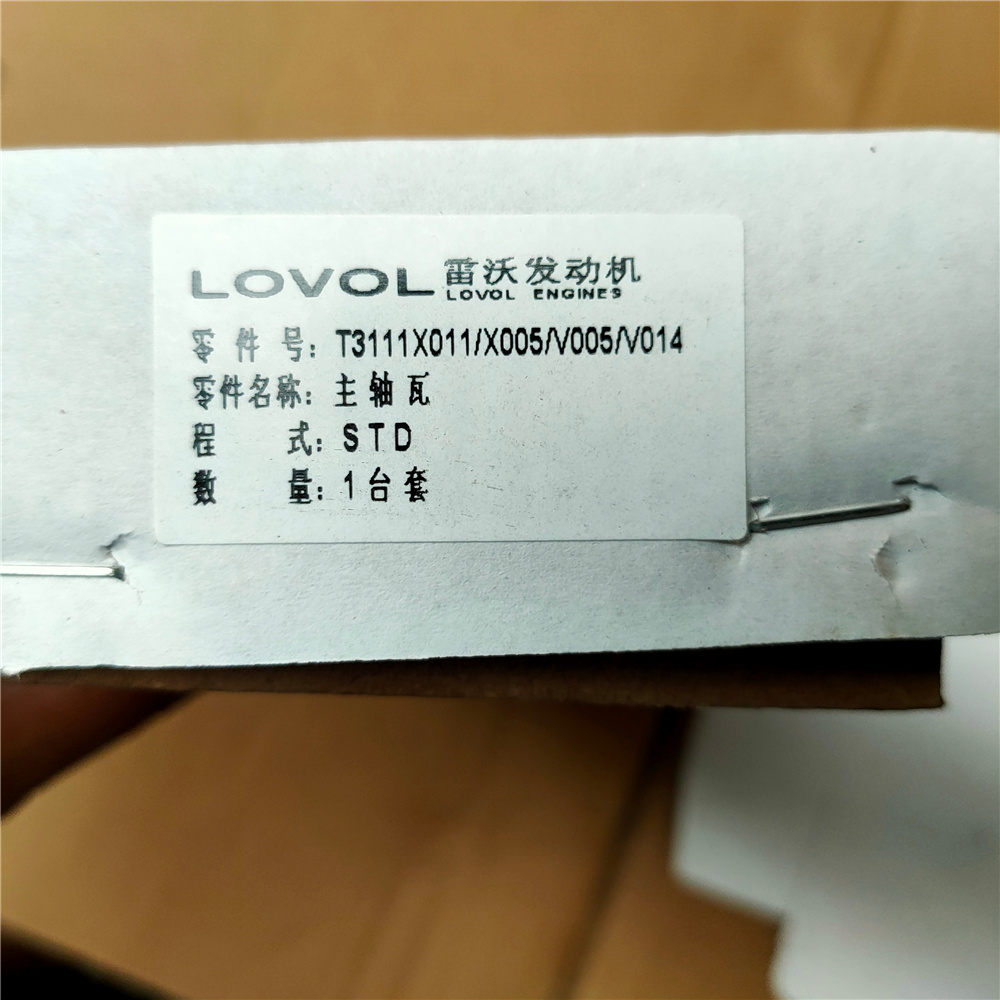 LOVOL 雷沃发动机
LOVOL ENGINES
零件号: T3111X011/X005/V005/V014
零件名称: 主轴瓦
程式: STD
数量: 1台套